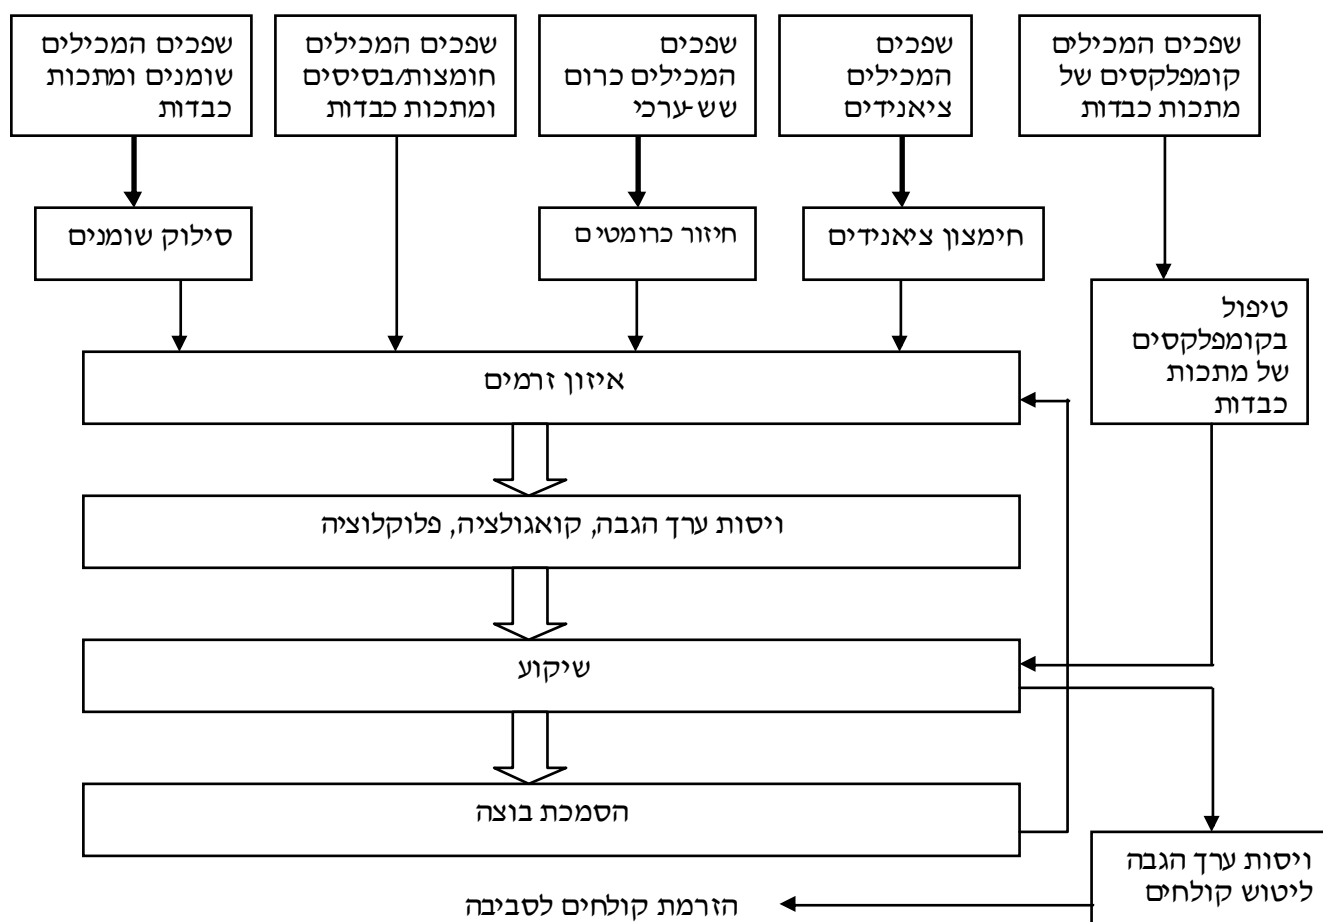 שפכים המכילים
קומפלקסים של
מתכות כבדות
שפכים
המכילים
ציאנידים
שפכים
המכילים כרום
שש-ערכי
שפכים המכילים
חומצות/בסיסים
ומתכות כבדות
שפכים המכילים
שומנים ומתכות
כבדות
חימצון ציאנידים
חיזור כרומטים
סילוק שומנים
טיפול
בקומפלקסים
של מתכות
כבדות
איזון זרמים
ויסות ערך הגבה, קואגולציה, פלוקלוציה
שיקוע
הסמכת בוצה
ויסות ערך הגבה
ליטוש קולחים
הזרמת קולחים לסביבה